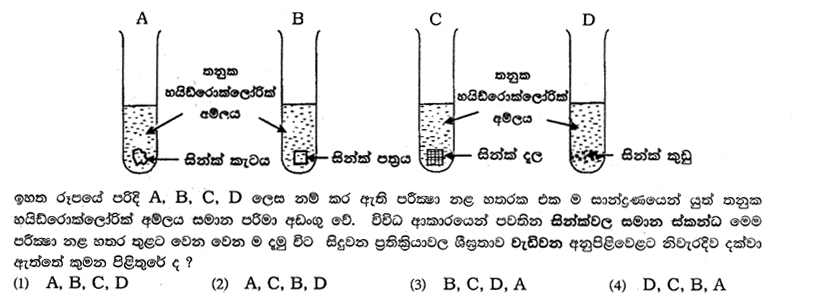 A B C D
තනුක
හයිඩ්රොක්ලෝරික්
අම්ලය
තනුක
හයිඩ්රොක්ලෝරික්
අම්ලය
සින්ක් කැටය
සින්ක් පත්‍රය
සින්ක් දැල
සින්ක් කුඩු
ඉහත රූපයේ පරිදි A, B, C, D ලෙස නම් කර ඇති පරීක්ෂා නළ හතරක එක ම සාන්ද්‍රණයෙන් යුත් තනුක
හයිඩ්රොක්ලෝරික් අම්ලය සමාන පරිමා අඩංගු වේ. විවිධ ආකාරයෙන් පවතින සින්ක්වල සමාන ස්කන්ධ මෙම
පරීක්ෂා නළ හතර තුළට වෙන වෙන ම දැමූ විට සිදුවන ප්‍රතික්‍රියාවල ශීඝ්‍රතාව වැඩිවන අනුපිළිවෙළට නිවැරදිව දක්වා
ඇත්තේ කුමන පිළිතුරේ ද ?
(1) A, B, C, D (2) A, C, B, D (3) B, C, D, A (4) D, C, B, A